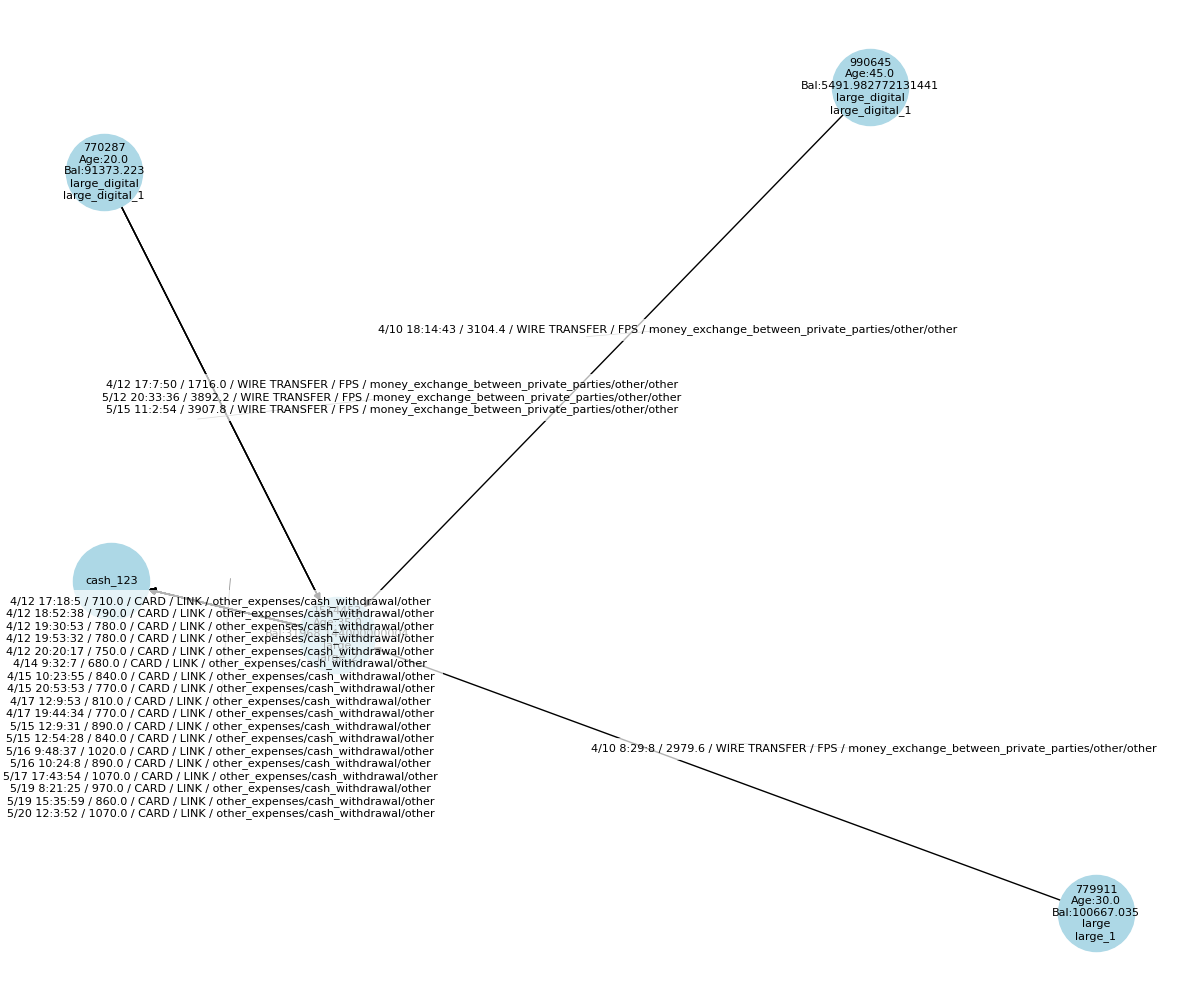 990645
Age:45.0
Bal:5491.982772131441
large_digital
large_digital_1
770287
Age:20.0
Bal:91373.223
large_digital
large_digital_1
4/10 18:14:43 / 3104.4 / WIRE TRANSFER / FPS / money_exchange_between_private_parties/other/other
4/12 17:7:50 / 1716.0 / WIRE TRANSFER / FPS / money_exchange_between_private_parties/other/other
5/12 20:33:36 / 3892.2 / WIRE TRANSFER / FPS / money_exchange_between_private_parties/other/other
5/15 11:2:54 / 3907.8 / WIRE TRANSFER / FPS / money_exchange_between_private_parties/other/other
cash_123
4/12 17:18:5 / 710.0 / CARD / LINK / other_expenses/cash_withdrawal/other
4/12 18:52:38 / 790.0 / CARD / LINK / other_expenses/cash_withdrawal/other
4/12 19:30:53 / 780.0 / CARD / LINK / other_expenses/cash_withdrawal/other
4/12 19:53:32 / 780.0 / CARD / LINK / other_expenses/cash_withdrawal/other
4/12 20:20:17 / 750.0 / CARD / LINK / other_expenses/cash_withdrawal/other
4/14 9:32:7 / 680.0 / CARD / LINK / other_expenses/cash_withdrawal/other
4/15 10:23:55 / 840.0 / CARD / LINK / other_expenses/cash_withdrawal/other
4/15 20:53:53 / 770.0 / CARD / LINK / other_expenses/cash_withdrawal/other
4/17 12:9:53 / 810.0 / CARD / LINK / other_expenses/cash_withdrawal/other
4/17 19:44:34 / 770.0 / CARD / LINK / other_expenses/cash_withdrawal/other
5/15 12:9:31 / 890.0 / CARD / LINK / other_expenses/cash_withdrawal/other
5/15 12:54:28 / 840.0 / CARD / LINK / other_expenses/cash_withdrawal/other
5/16 9:48:37 / 1020.0 / CARD / LINK / other_expenses/cash_withdrawal/other
5/16 10:24:8 / 890.0 / CARD / LINK / other_expenses/cash_withdrawal/other
5/17 17:43:54 / 1070.0 / CARD / LINK / other_expenses/cash_withdrawal/other
5/19 8:21:25 / 970.0 / CARD / LINK / other_expenses/cash_withdrawal/other
5/19 15:35:59 / 860.0 / CARD / LINK / other_expenses/cash_withdrawal/other
5/20 12:3:52 / 1070.0 / CARD / LINK / other_expenses/cash_withdrawal/other
4/10 8:29:8 / 2979.6 / WIRE TRANSFER / FPS / money_exchange_between_private_parties/other/other
779911
Age:30.0
Bal:100667.035
large
large_1